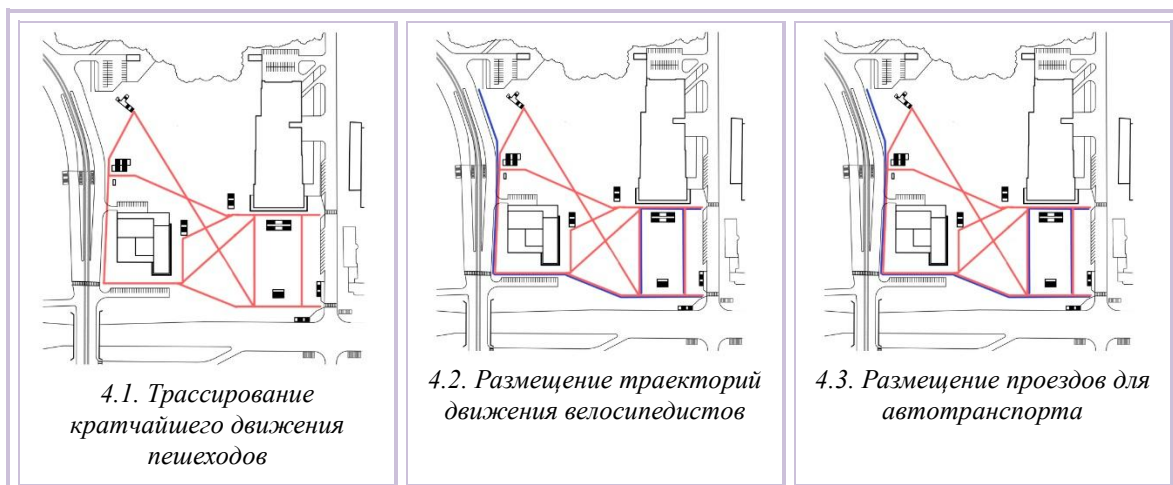 4.1. Трассирование
кратчайшего движения
пешеходов
4.2. Размещение траекторий
движения велосипедистов
4.3. Размещение проездов для
автотранспорта